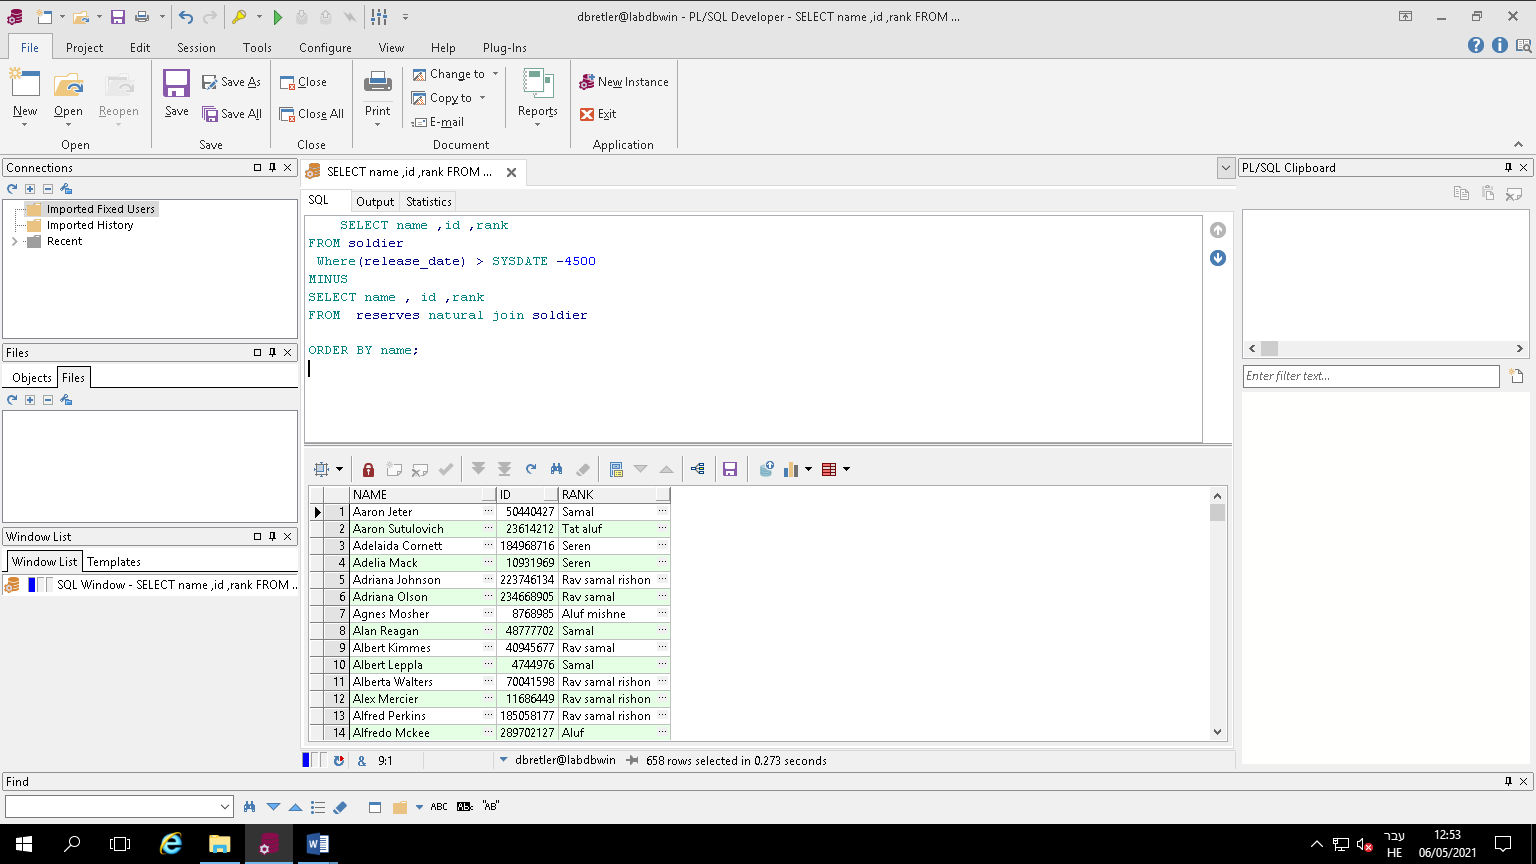 dbretler@labdbwin - PL/SQL Developer - SELECT name ,id ,rank FROM ...
File Project Edit Session Tools Configure View Help Plug-Ins
New Open Reopen Save Save As Save All Close Close All Print Change to Copy to E-mail Reports New Instance Exit
Open Save Close Document Application
Connections
Imported Fixed Users
Imported History
Recent
Files
Objects Files
Window List
Window List Templates
SQL Window - SELECT name ,id ,rank FROM ...
SELECT name ,id ,rank FROM ...
SQL Output Statistics
SELECT name ,id ,rank
FROM soldier
Where(release_date) > SYSDATE -4500
MINUS
SELECT name , id ,rank
FROM  reserves natural join soldier
ORDER BY name;
NAME ID RANK
1 Aaron Jeter 50440427 Samal
2 Aaron Sutulovich 23614212 Tat aluf
3 Adelaida Cornett 184968716 Seren
4 Adelia Mack 10931969 Seren
5 Adriana Johnson 223746134 Rav samal rishon
6 Adriana Olson 234668905 Rav samal
7 Agnes Mosher 8768985 Aluf mishne
8 Alan Reagan 48777702 Samal
9 Albert Kimmes 40945677 Rav samal
10 Albert Leppla 4744976 Samal
11 Alberta Walters 70041598 Rav samal rishon
12 Alex Mercier 11686449 Rav samal rishon
13 Alfred Perkins 185058177 Rav samal rishon
14 Alfredo Mckee 289702127 Aluf
& 9:1 dbretler@labdbwin 658 rows selected in 0.273 seconds
PL/SQL Clipboard
Enter filter text...
Find
ABC AB "AB"
עבר
HE
12:53
06/05/2021